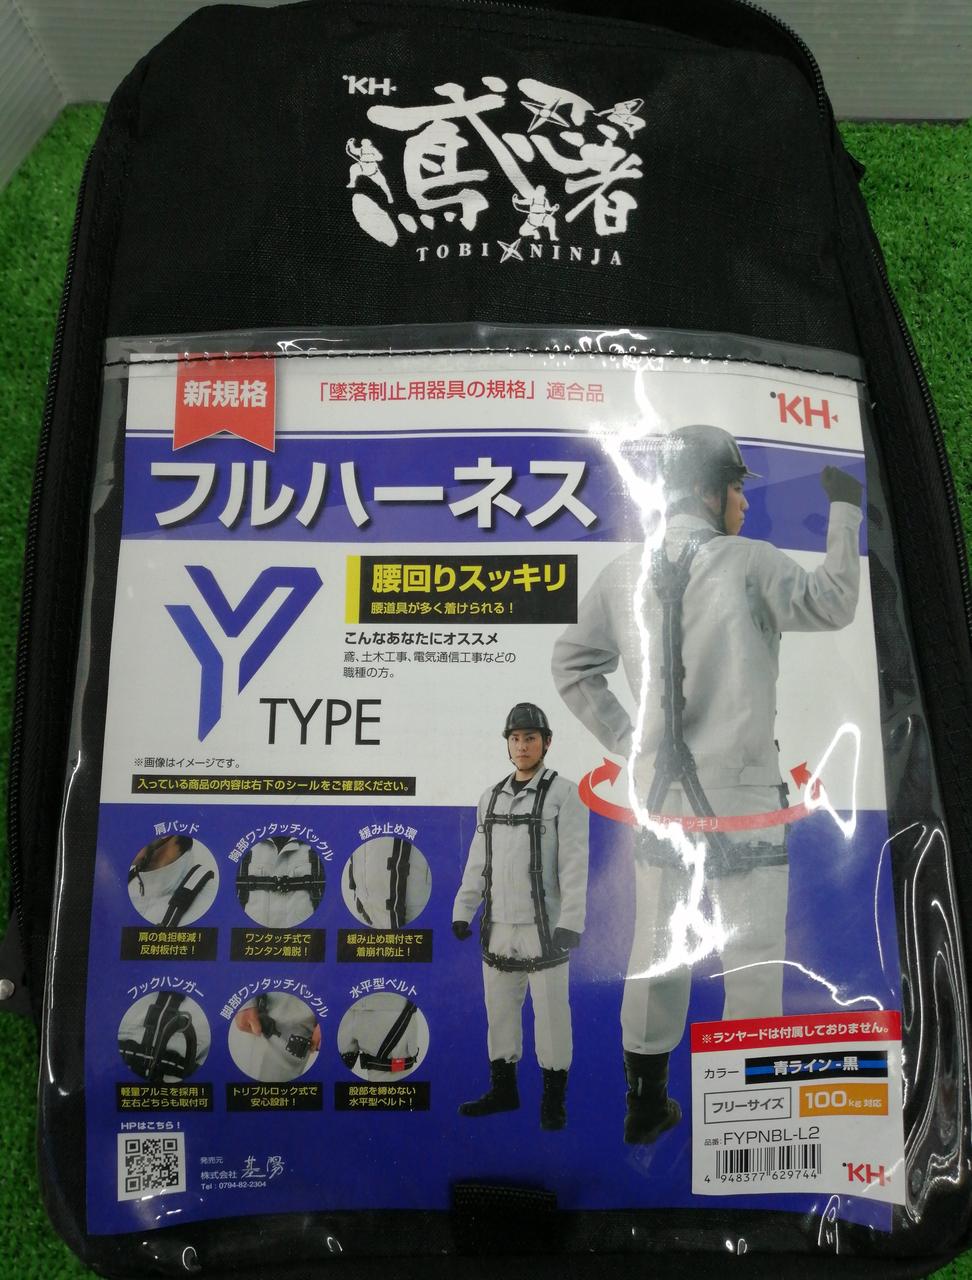 KH
鳶忍者
TOBI NINJA
新規格
「墜落制止用器具の規格」適合品
KH
フルハーネス
Y
TYPE
腰回りスッキリ
腰道具が多く着けられる！
こんなあなたにオススメ
鳶、土木工事、電気通信工事などの
職種の方。
※画像はイメージです。
入っている商品の内容は右下のシールをご確認ください。
回りスッキリ
肩パッド
胸部ワンタッチバックル
緩み止め環
肩の負担軽減！
反射板付き！
ワンタッチ式で
カンタン着脱！
緩み止め環付きで
着崩れ防止！
フックハンガー
脚部ワンタッチバックル
水平型ベルト
軽量アルミを採用！
左右どちらも取付可
トリプルロック式で
安心設計！
股部を締めない
水平型ベルト！
HPはこちら！
発売元
株式会社 基陽
Tel：0794-82-2304
※ランヤードは付属しておりません。
カラー 青ライン-黒
フリーサイズ 100kg対応
品番：FYPNBL-L2
4 948377 629744
KH